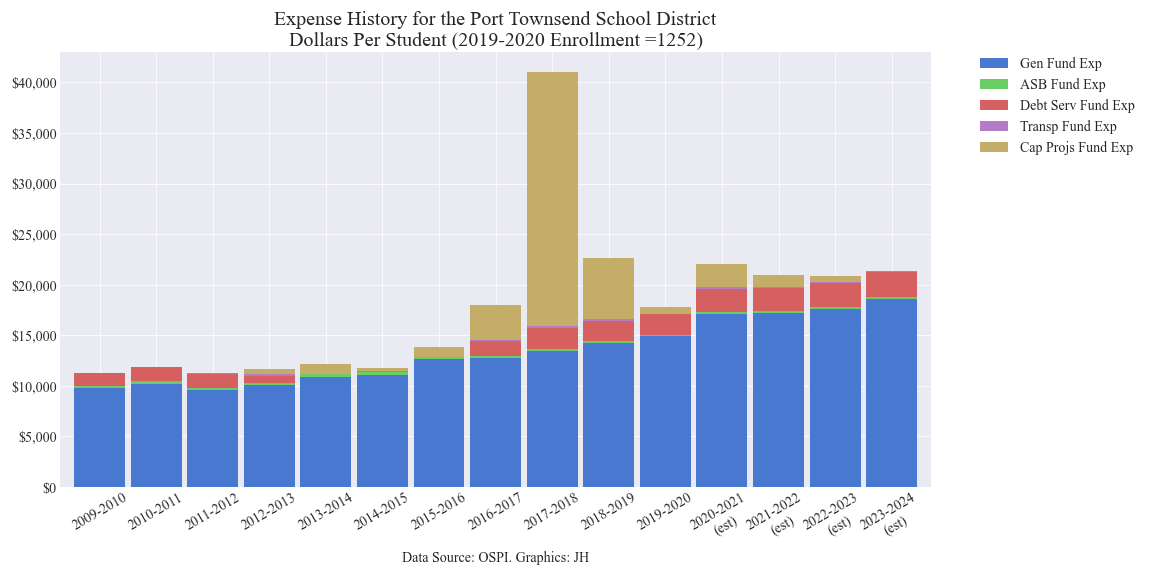 Expense History for the Port Townsend School District
Dollars Per Student (2019-2020 Enrollment =1252)
Gen Fund Exp
ASB Fund Exp
Debt Serv Fund Exp
Transp Fund Exp
Cap Projs Fund Exp
$40,000
$35,000
$30,000
$25,000
$20,000
$15,000
$10,000
$5,000
$0
2009-2010
2010-2011
2011-2012
2012-2013
2013-2014
2014-2015
2015-2016
2016-2017
2017-2018
2018-2019
2019-2020
2020-2021
(est)
2021-2022
(est)
2022-2023
(est)
2023-2024
(est)
Data Source: OSPI. Graphics: JH